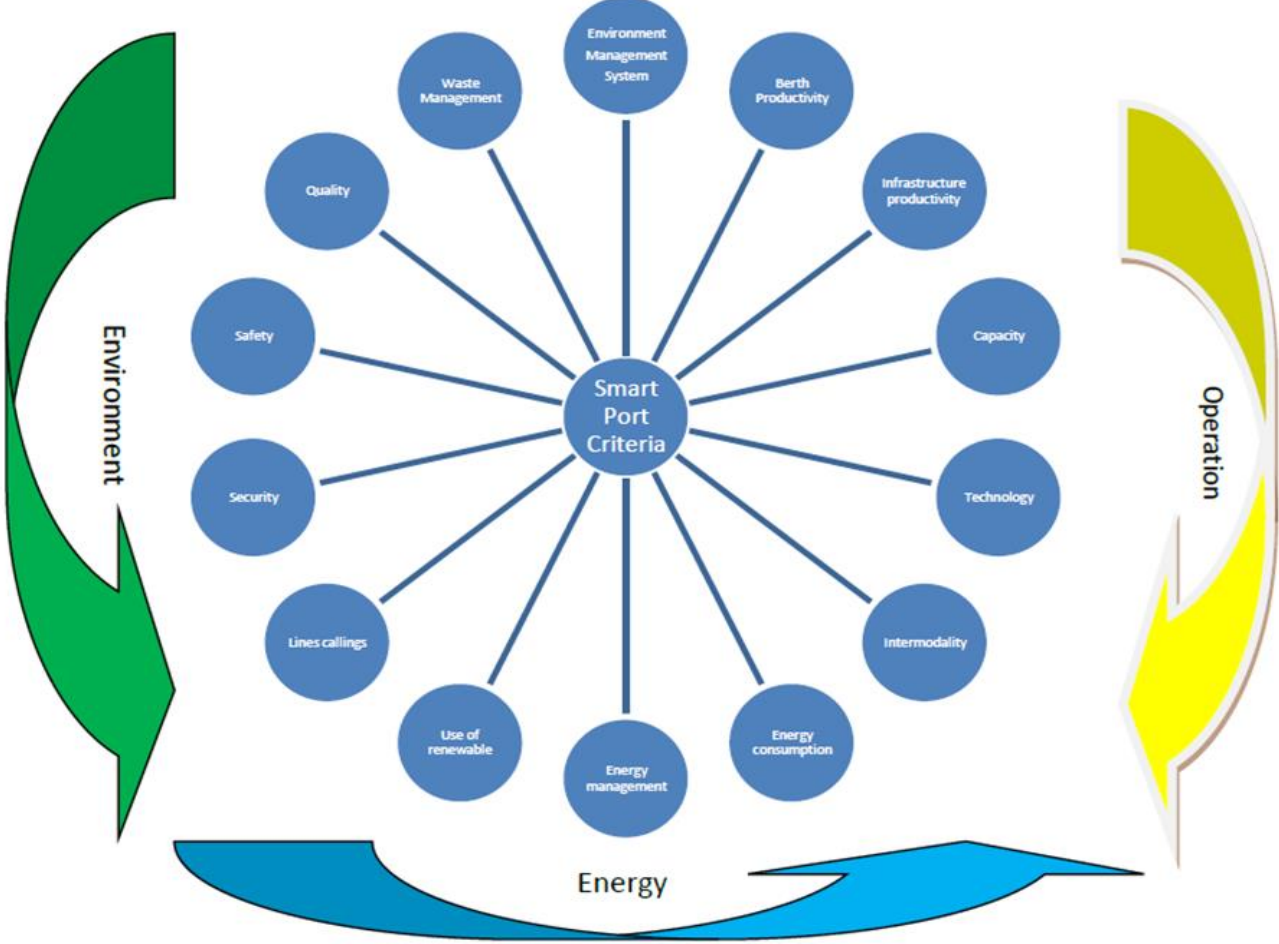 Environment
Management
System
Waste
Management
Berth
Productivity
Quality
Infrastructure
productivity
Safety
Capacity
Environment
Smart
Port
Criteria
Operation
Security
Technology
Lines callings
Intermodality
Use of
renewable
Energy
consumption
Energy
management
Energy